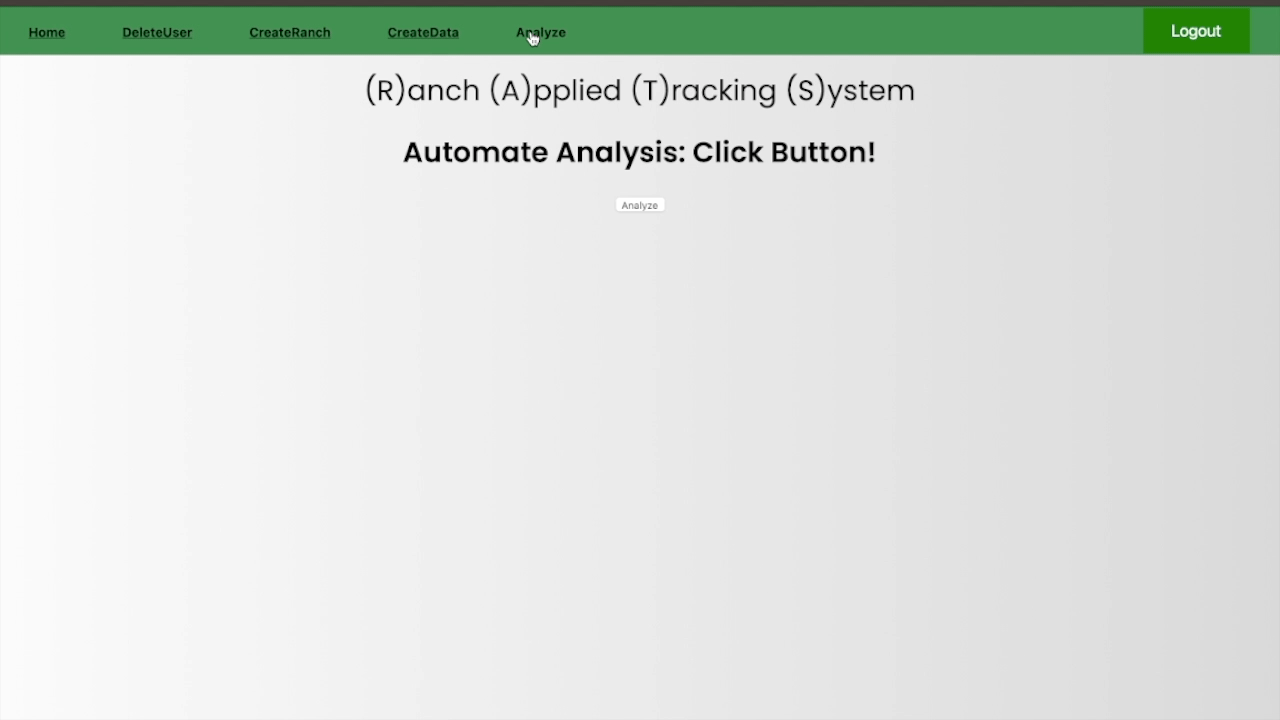 Home DeleteUser CreateRanch CreateData Analyze Logout
(R)anch (A)pplied (T)racking (S)ystem
Automate Analysis: Click Button!
Analyze